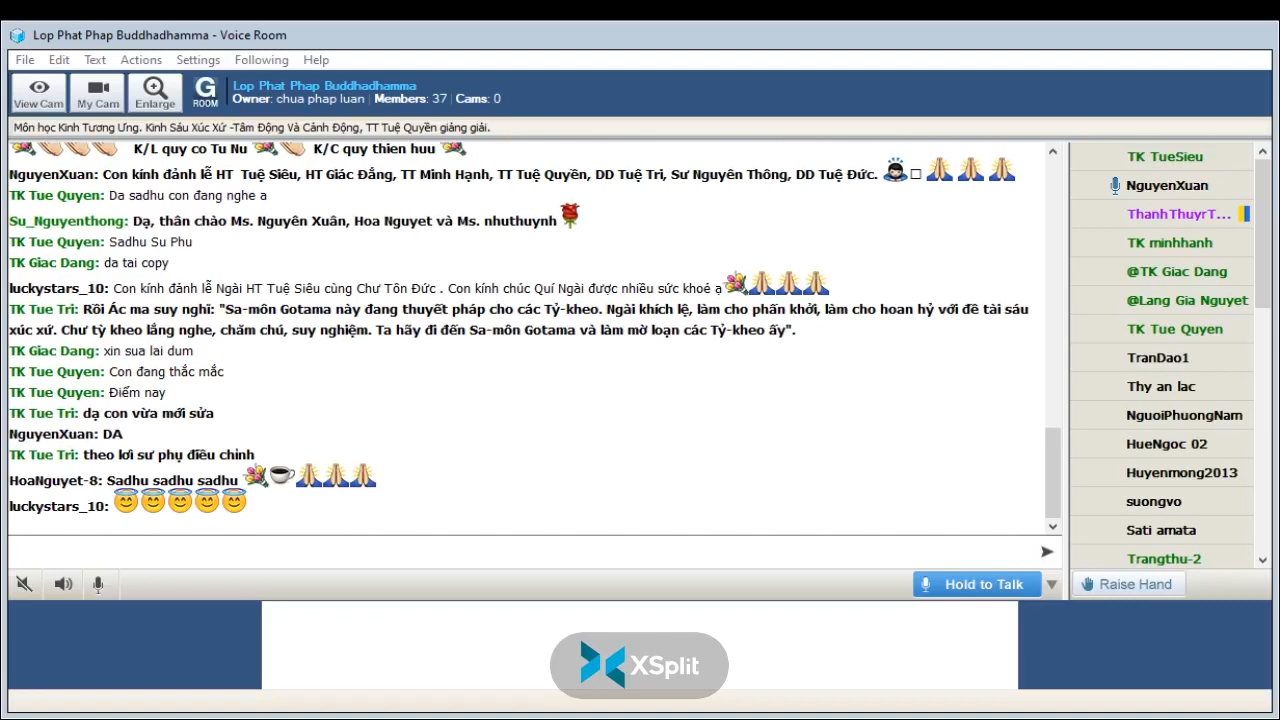 Lop Phat Phap Buddhadhamma - Voice Room
File Edit Text Actions Settings Following Help
View Cam My Cam Enlarge G ROOM
Lop Phat Phap Buddhadhamma
Owner: chua phap luan | Members: 37 | Cams: 0
Môn học Kinh Tương Ưng. Kinh Sáu Xúc Xứ -Tâm Động Và Cảnh Động, TT Tuệ Quyền giảng giải.
K/L quy co Tu Nu K/C quy thien huu
NguyenXuan: Con kính đảnh lễ HT Tuệ Siêu, HT Giác Đẳng, TT Minh Hạnh, TT Tuệ Quyền, DD Tuệ Tri, Sư Nguyên Thông, DD Tuệ Đức.
TK Tue Quyen: Da sadhu con đang nghe a
Su_Nguyenthong: Dạ, thân chào Ms. Nguyên Xuân, Hoa Nguyet và Ms. nhuthuynh
TK Tue Quyen: Sadhu Su Phu
TK Giac Dang: da tai copy
luckystars_10: Con kính đảnh lễ Ngài HT Tuệ Siêu cùng Chư Tôn Đức . Con kính chúc Quí Ngài được nhiều sức khoẻ ạ
TK Tue Tri: Rồi Ác ma suy nghĩ: "Sa-môn Gotama này đang thuyết pháp cho các Tỷ-kheo. Ngài khích lệ, làm cho phấn khởi, làm cho hoan hỷ với đề tài sáu
xúc xứ. Chư tỳ kheo lắng nghe, chăm chú, suy nghiệm. Ta hãy đi đến Sa-môn Gotama và làm mờ loạn các Tỷ-kheo ấy".
TK Giac Dang: xin sua lai dum
TK Tue Quyen: Con đang thắc mắc
TK Tue Quyen: Điểm nay
TK Tue Tri: dạ con vừa mới sửa
NguyenXuan: DA
TK Tue Tri: theo lơi sư phụ điều chỉnh
HoaNguyet-8: Sadhu sadhu sadhu
luckystars_10:
Hold to Talk
TK TueSieu
NguyenXuan
ThanhThuyrT...
TK minhhanh
@TK Giac Dang
@Lang Gia Nguyet
TK Tue Quyen
TranDao1
Thy an lac
NguoiPhuongNam
HueNgoc 02
Huyenmong2013
suongvo
Sati amata
Trangthu-2
Raise Hand
XSplit